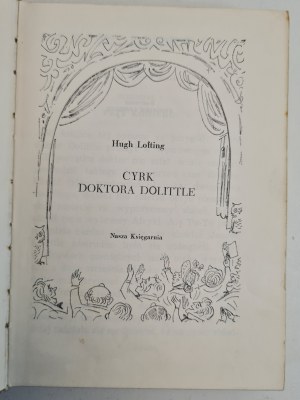 Hugh Lofting
CYRK
DOKTORA DOLITTLE
Nasza Księgarnia